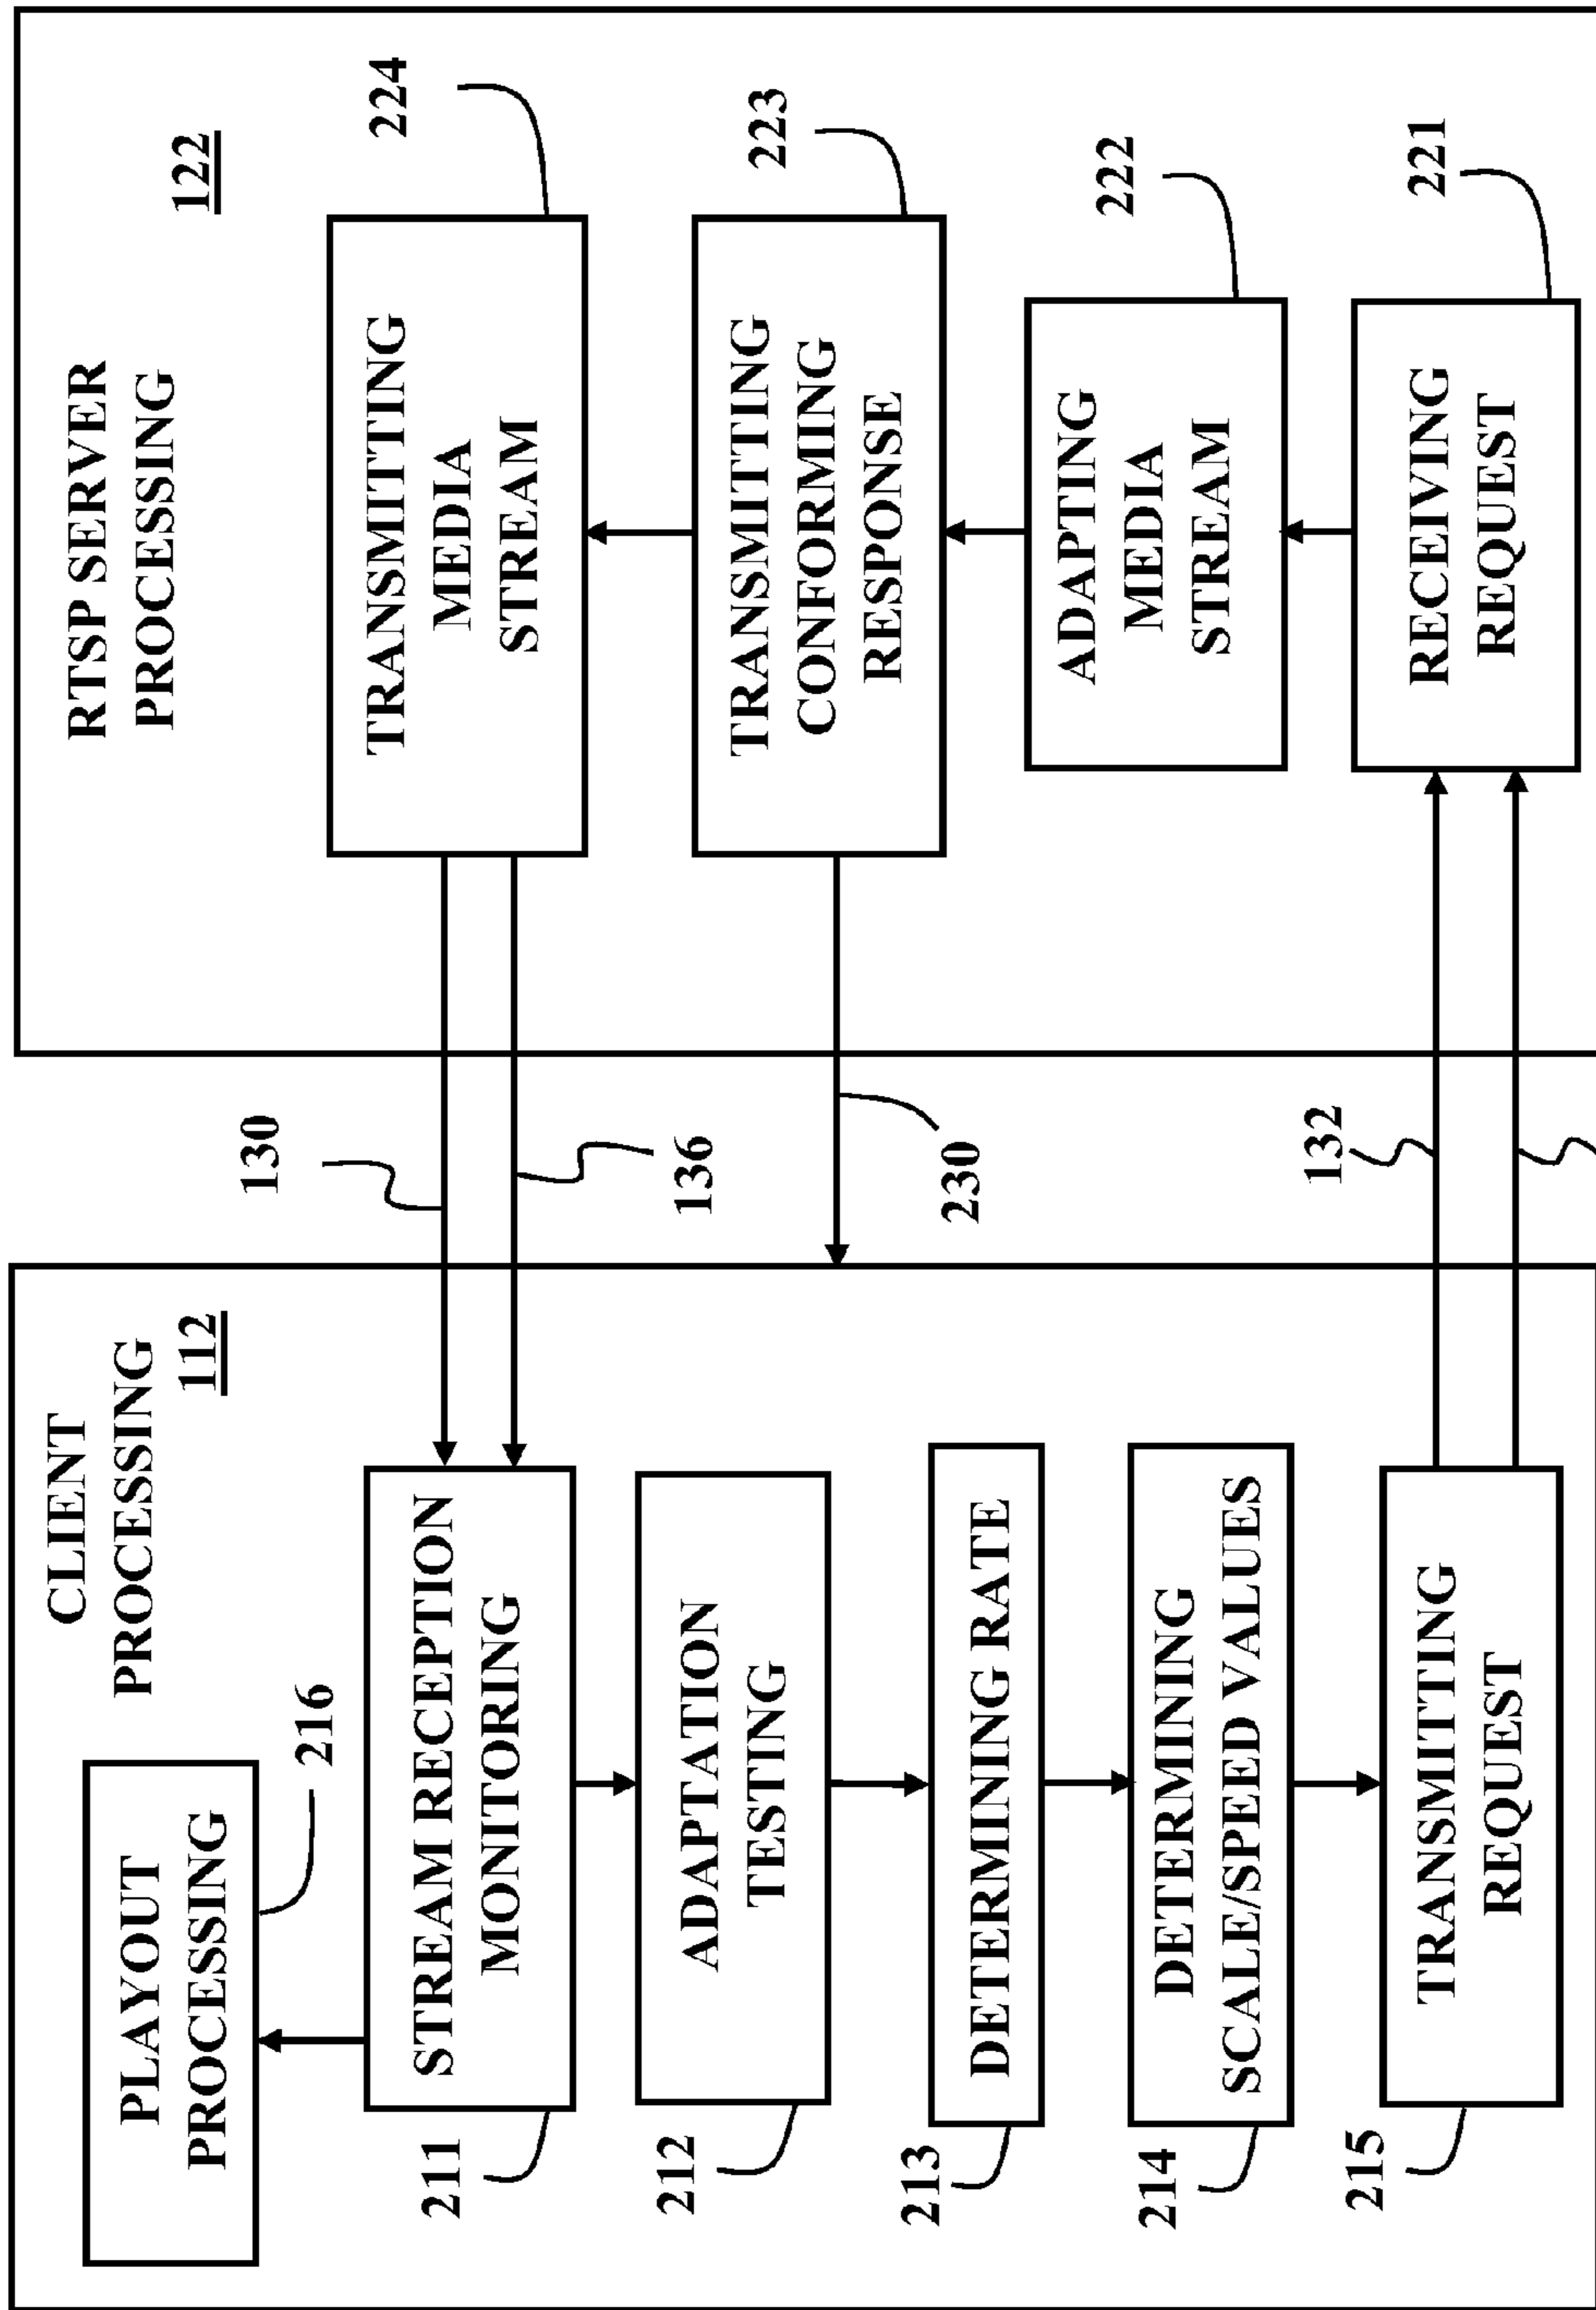 CLIENT
PROCESSING
112
PLAYOUT
PROCESSING
216
STREAM RECEPTION
MONITORING
211
ADAPTATION
TESTING
212
DETERMINING RATE
213
DETERMINING
SCALE/SPEED VALUES
214
TRANSMITTING
REQUEST
215
130
136
230
132
RTSP SERVER
PROCESSING
122
TRANSMITTING
MEDIA
STREAM
224
TRANSMITTING
CONFORMING
RESPONSE
223
ADAPTING
MEDIA
STREAM
222
RECEIVING
REQUEST
221